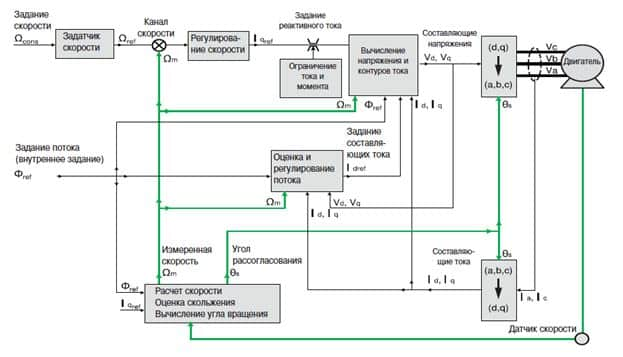 Задание
скорости
Ωcons
Задатчик
скорости
Ωref
Канал
скорости
Ωm
Регулирова-
ние скорости
I qref
Задание
реактивного тока
Ограничение
тока и
момента
Вычисление
напряжения и
контуров тока
Составляющие
напряжения
Vd, Vq
(d,q)
(a,b,c)
θs
Vc
Vb
Va
Двигатель
Ωm
Φref
I d, I q
Задание потока
(внутреннее задание)
Φref
Оценка и
регулирование
потока
Задание
составля-
ющих тока
I dref
Ωm
Vd, Vq
I d, I q
Измеренная
скорость
Ωm
Угол
рассогласования
θs
Составляю-
щие тока
I d, I q
θs
(a,b,c)
(d,q)
I a, I c
Φref
I qref
Расчет скорости
Оценка скольжения
Вычисление угла вращения
Датчик скорости